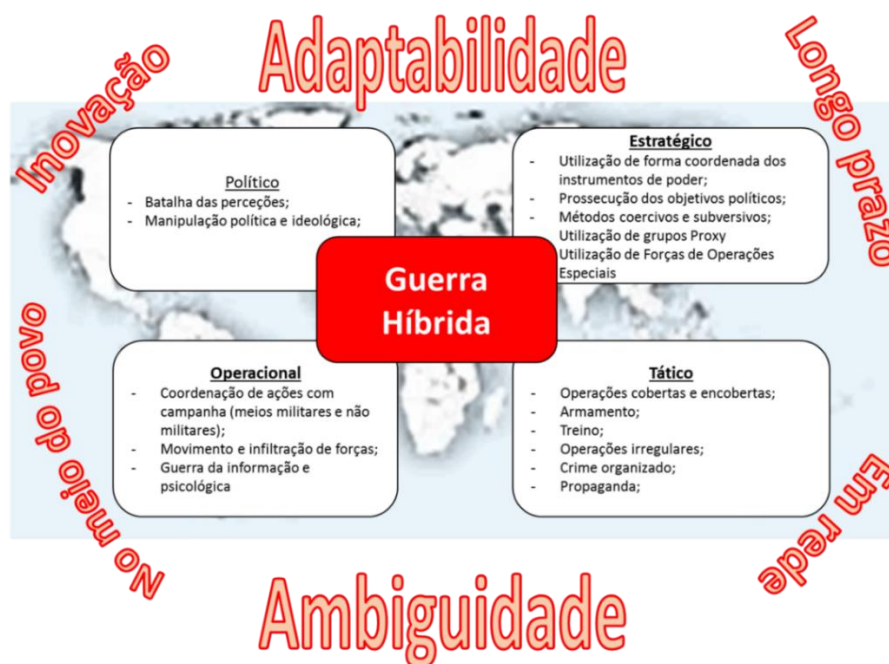 Adaptabilidade
Inovação
Longo prazo
Político
- Batalha das perceções;
- Manipulação política e ideológica;
Estratégico
- Utilização de forma coordenada dos
instrumentos de poder;
- Prossecução dos objetivos políticos;
- Métodos coercivos e subversivos;
- Utilização de grupos Proxy
- Utilização de Forças de Operações
Especiais
Guerra
Híbrida
Operacional
- Coordenação de ações com
campanha (meios militares e não
militares);
- Movimento e infiltração de forças;
- Guerra da informação e
psicológica
Tático
- Operações cobertas e encobertas;
- Armamento;
- Treino;
- Operações irregulares;
- Crime organizado;
- Propaganda;
No meio do povo
Em rede
Ambiguidade